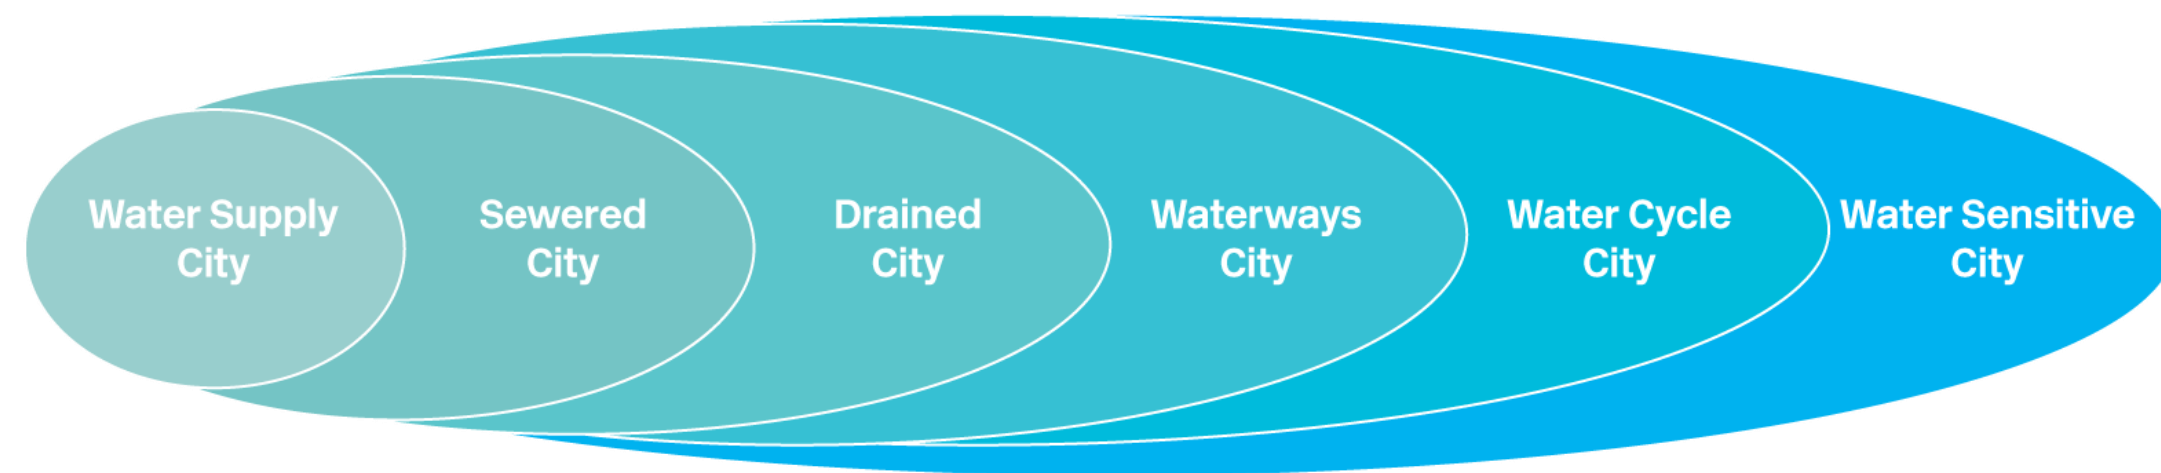 Water Supply
City
Sewered
City
Drained
City
Waterways
City
Water Cycle
City
Water Sensitive
City